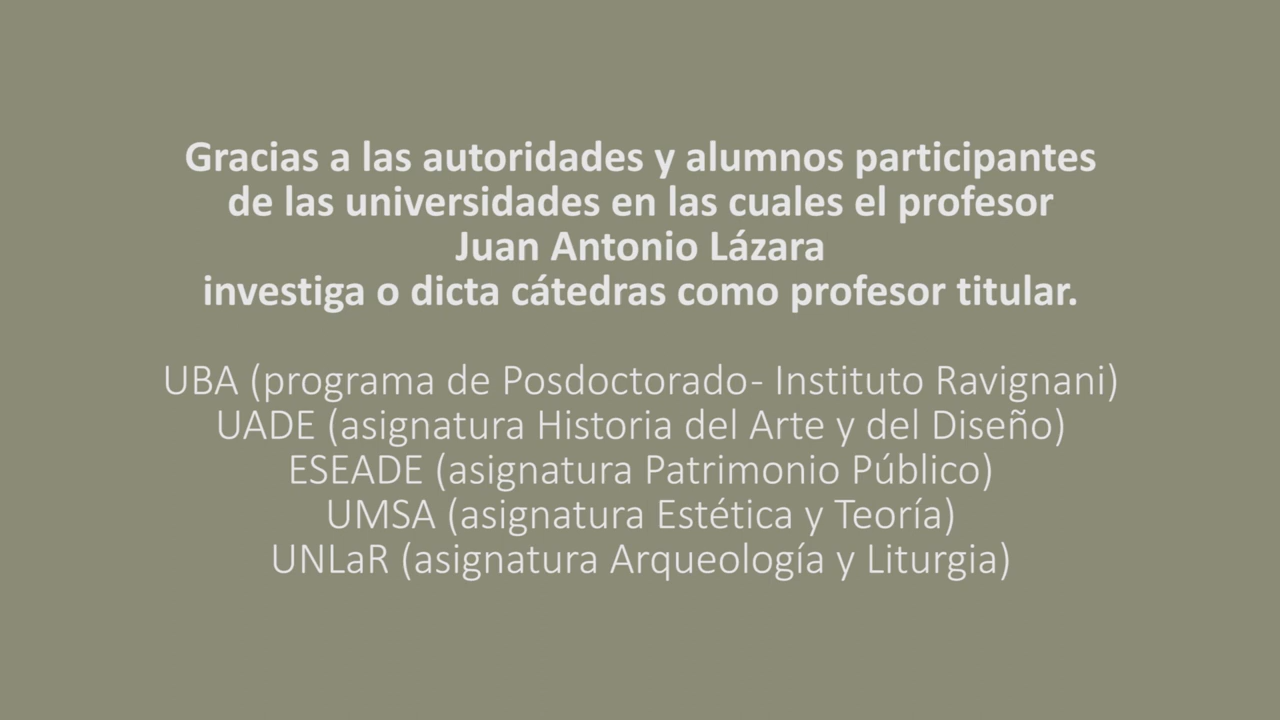 Gracias a las autoridades y alumnos participantes
de las universidades en las cuales el profesor
Juan Antonio Lázara
investiga o dicta cátedras como profesor titular.
UBA (programa de Posdoctorado- Instituto Ravignani)
UADE (asignatura Historia del Arte y del Diseño)
ESEADE (asignatura Patrimonio Público)
UMSA (asignatura Estética y Teoría)
UNLaR (asignatura Arqueología y Liturgia)